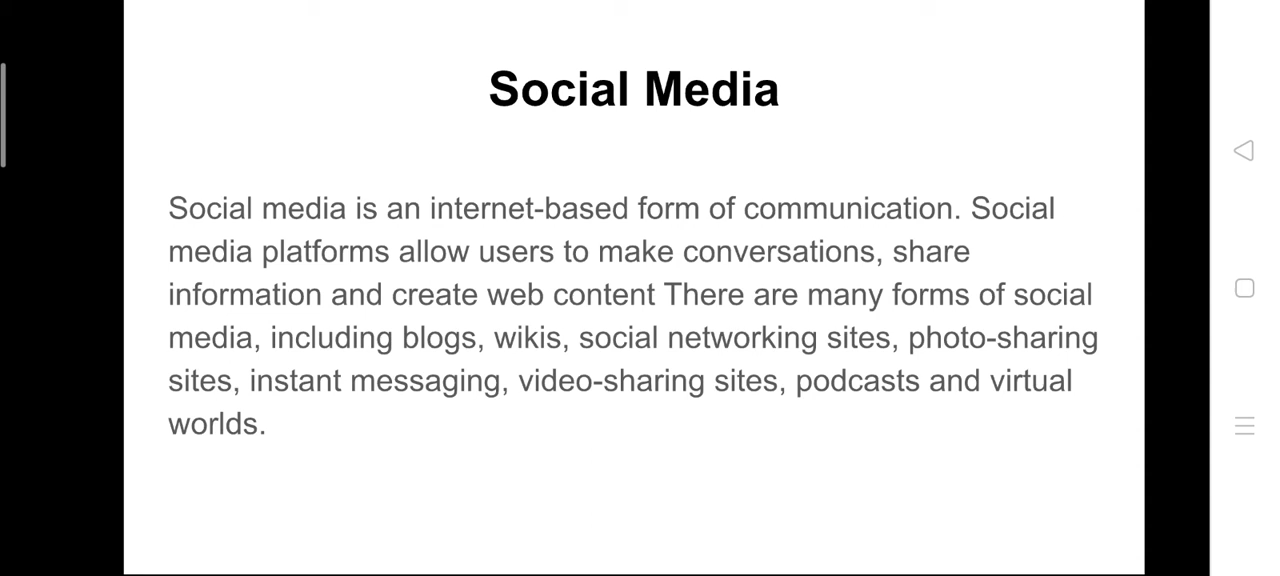 Social Media
Social media is an internet-based form of communication. Social
media platforms allow users to make conversations, share
information and create web content There are many forms of social
media, including blogs, wikis, social networking sites, photo-sharing
sites, instant messaging, video-sharing sites, podcasts and virtual
worlds.